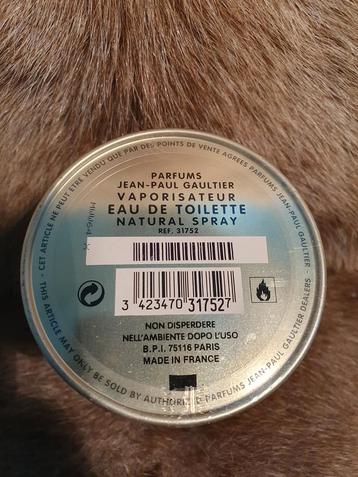 PARFUMS
JEAN-PAUL GAULTIER
VAPORISATEUR
EAU DE TOILETTE
NATURAL SPRAY
REF. 31752
3 423470 317527
NON DISPERDERE
NELL'AMBIENTE DOPO L'USO
B.P.I. 75116 PARIS
MADE IN FRANCE
- CET ARTICLE NE PEUT ETRE VENDU QUE PAR DES POINTS DE VENTE AGREES PARFUMS JEAN-PAUL GAULTIER
- THIS ARTICLE MAY ONLY BE SOLD BY AUTHORIZED PARFUMS JEAN-PAUL GAULTIER DEALERS